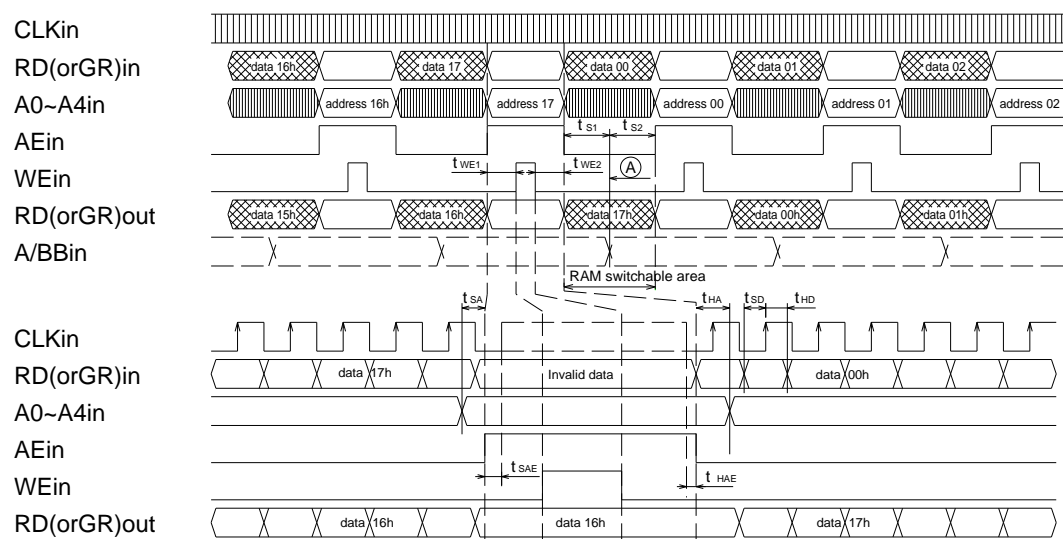 CLKin
RD(orGR)in data 16h data 17 data 01 data 02
A0~A4in address 16h address 17 address 00 address 01 address 02
AEin t S1 t S2
WEin t WE1 t WE2 A
RD(orGR)out data 15h data 16h data 17h data 00h data 01h
A/BBin
RAM switchable area
t SA t HA t SD t HD
CLKin
RD(orGR)in data 17h Invalid data data 00h
A0~A4in
AEin
t SAE t HAE
WEin
RD(orGR)out data 16h data 16h data 17h